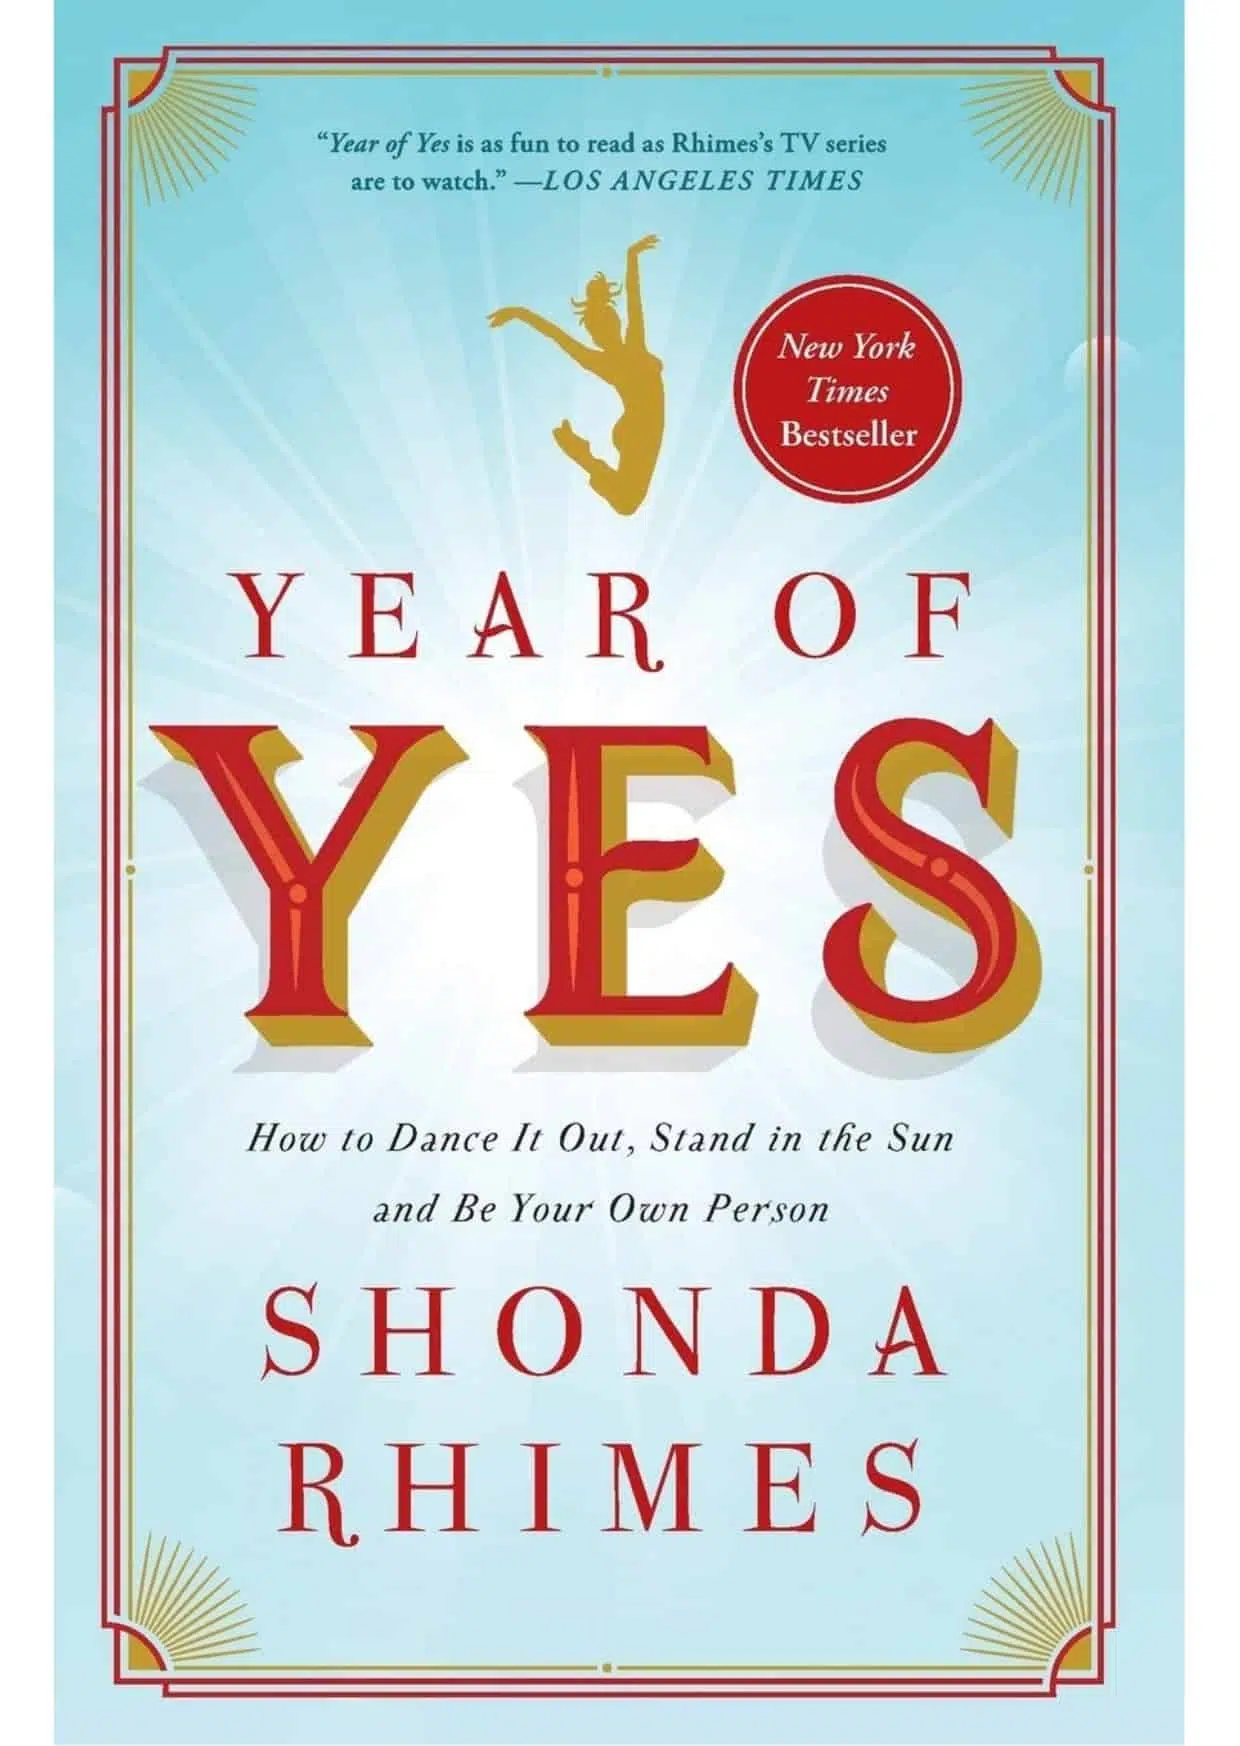 “Year of Yes is as fun to read as Rhimes’s TV series
are to watch.” —LOS ANGELES TIMES
New York
Times
Bestseller
YEAR OF
YES
How to Dance It Out, Stand in the Sun
and Be Your Own Person
SHONDA
RHIMES